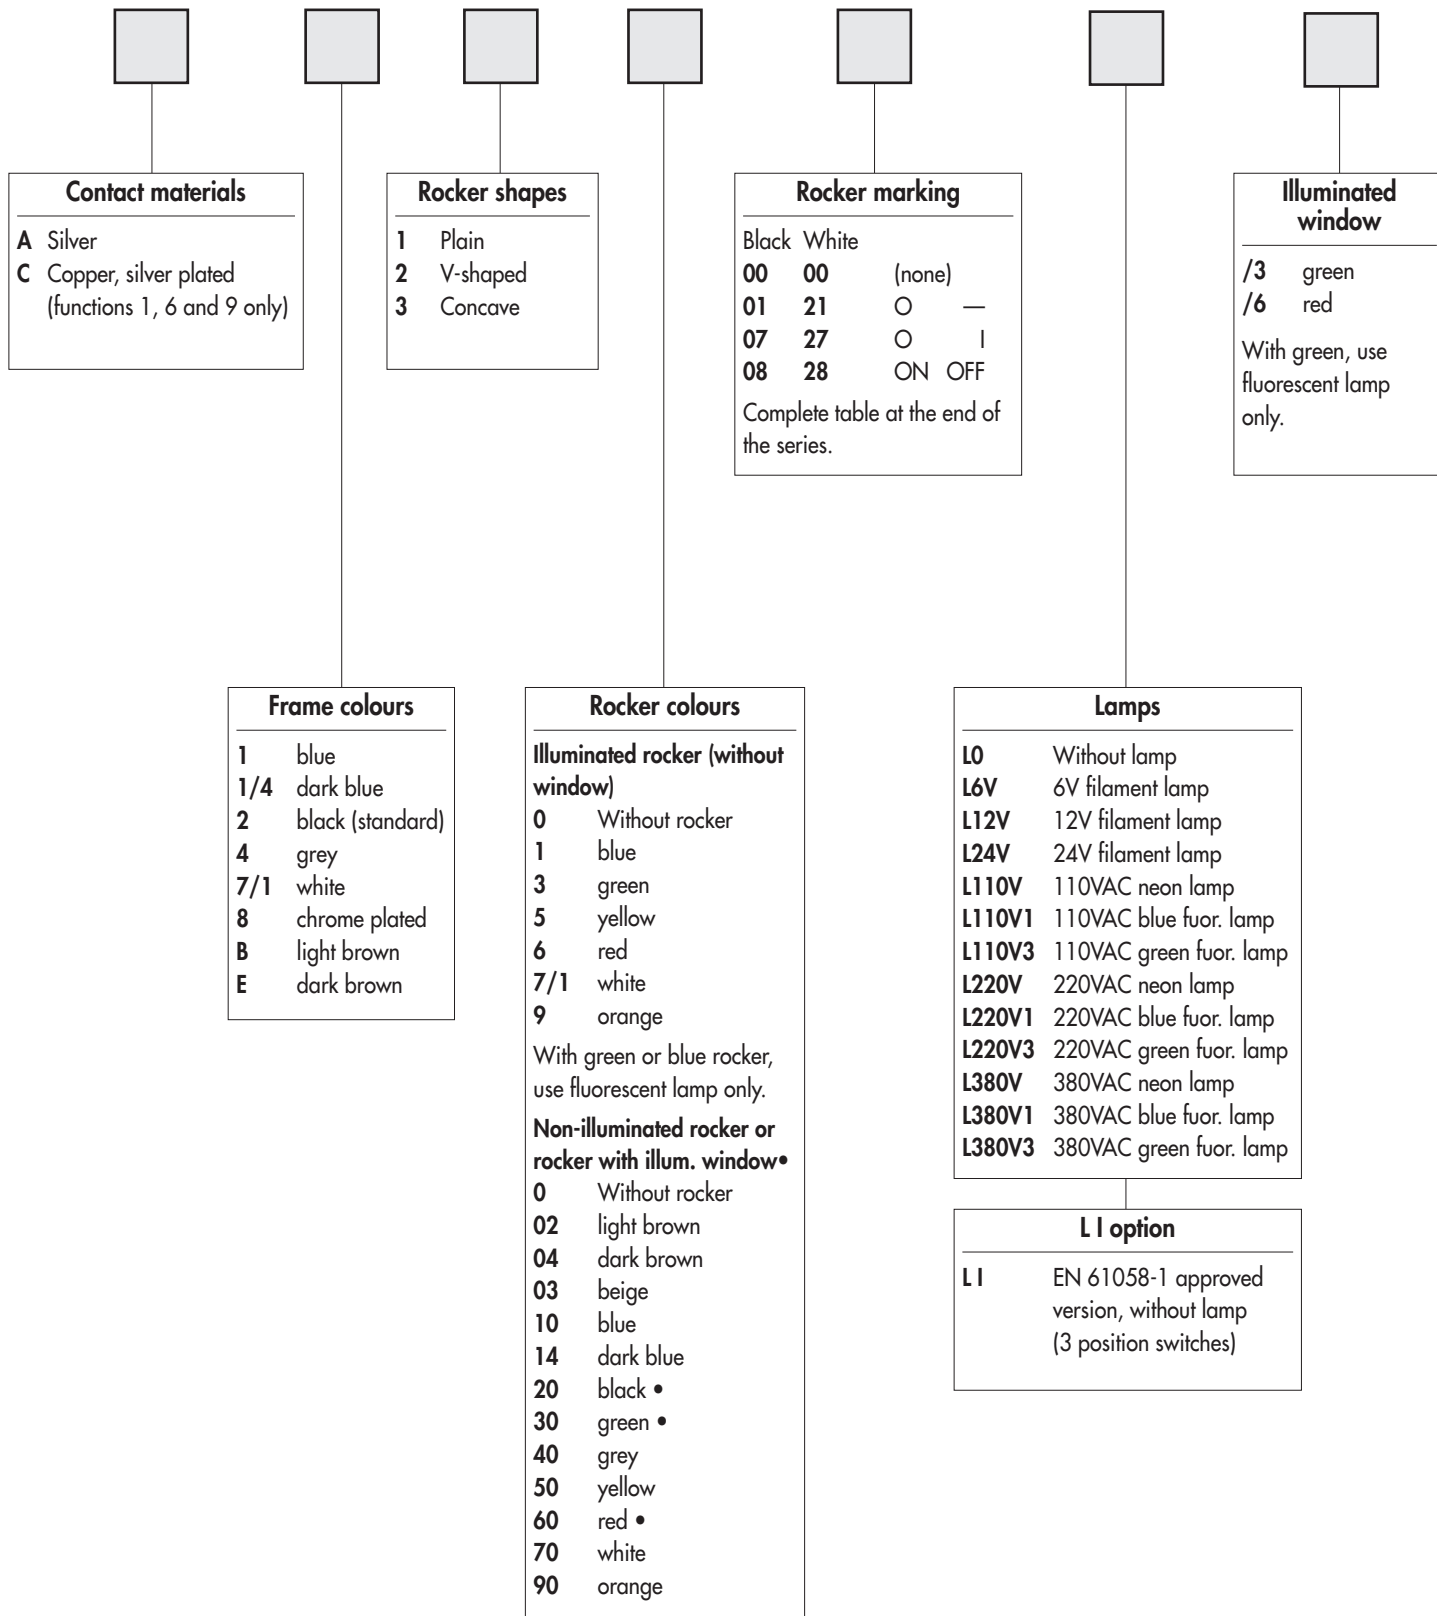 Contact materials
A Silver
C Copper, silver plated
(functions 1, 6 and 9 only)
Rocker shapes
1 Plain
2 V-shaped
3 Concave
Rocker marking
Black White
00 00 (none)
01 21 O —
07 27 O I
08 28 ON OFF
Complete table at the end of
the series.
Illuminated
window
/3 green
/6 red
With green, use
fluorescent lamp
only.
Frame colours
1 blue
1/4 dark blue
2 black (standard)
4 grey
7/1 white
8 chrome plated
B light brown
E dark brown
Rocker colours
Illuminated rocker (without
window)
0 Without rocker
1 blue
3 green
5 yellow
6 red
7/1 white
9 orange
With green or blue rocker,
use fluorescent lamp only.
Non-illuminated rocker or
rocker with illum. window•
0 Without rocker
02 light brown
04 dark brown
03 beige
10 blue
14 dark blue
20 black •
30 green •
40 grey
50 yellow
60 red •
70 white
90 orange
Lamps
L0 Without lamp
L6V 6V filament lamp
L12V 12V filament lamp
L24V 24V filament lamp
L110V 110VAC neon lamp
L110V1 110VAC blue fuor. lamp
L110V3 110VAC green fuor. lamp
L220V 220VAC neon lamp
L220V1 220VAC blue fuor. lamp
L220V3 220VAC green fuor. lamp
L380V 380VAC neon lamp
L380V1 380VAC blue fuor. lamp
L380V3 380VAC green fuor. lamp
L I option
L I EN 61058-1 approved
version, without lamp
(3 position switches)